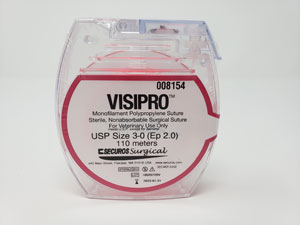 008154
VISIPRO™
Monofilament Polypropylene Suture
Sterile, Nonabsorbable Surgical Suture
For Veterinary Use Only
USP Size 3-0 (Ep 2.0)
110 meters
SECUROS Surgical